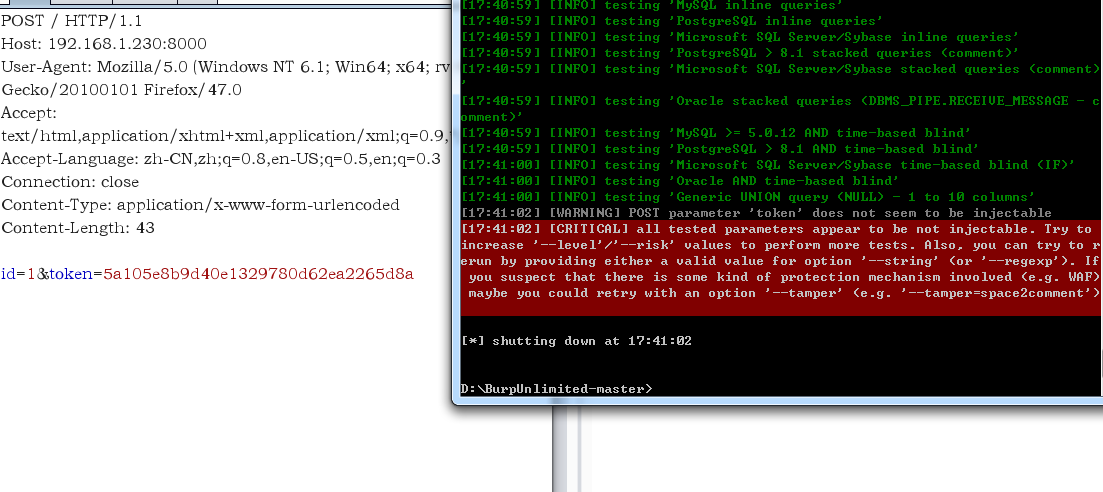 POST / HTTP/1.1
Host: 192.168.1.230:8000
User-Agent: Mozilla/5.0 (Windows NT 6.1; Win64; x64; rv
Gecko/20100101 Firefox/47.0
Accept:
text/html,application/xhtml+xml,application/xml;q=0.9,
Accept-Language: zh-CN,zh;q=0.8,en-US;q=0.5,en;q=0.3
Connection: close
Content-Type: application/x-www-form-urlencoded
Content-Length: 43
id=1&token=5a105e8b9d40e1329780d62ea2265d8a
[17:40:59] [INFO] testing 'MySQL inline queries'
[17:40:59] [INFO] testing 'PostgreSQL inline queries'
[17:40:59] [INFO] testing 'Microsoft SQL Server/Sybase inline queries'
[17:40:59] [INFO] testing 'PostgreSQL > 8.1 stacked queries (comment)'
[17:40:59] [INFO] testing 'Microsoft SQL Server/Sybase stacked queries (comment)
'
[17:40:59] [INFO] testing 'Oracle stacked queries (DBMS_PIPE.RECEIVE_MESSAGE - c
omment)'
[17:40:59] [INFO] testing 'MySQL >= 5.0.12 AND time-based blind'
[17:40:59] [INFO] testing 'PostgreSQL > 8.1 AND time-based blind'
[17:41:00] [INFO] testing 'Microsoft SQL Server/Sybase time-based blind (IF)'
[17:41:00] [INFO] testing 'Oracle AND time-based blind'
[17:41:00] [INFO] testing 'Generic UNION query (NULL) - 1 to 10 columns'
[17:41:02] [WARNING] POST parameter 'token' does not seem to be injectable
[17:41:02] [CRITICAL] all tested parameters appear to be not injectable. Try to
increase '--level'/'--risk' values to perform more tests. Also, you can try to r
erun by providing either a valid value for option '--string' (or '--regexp'). If
you suspect that there is some kind of protection mechanism involved (e.g. WAF)
maybe you could retry with an option '--tamper' (e.g. '--tamper=space2comment')
[*] shutting down at 17:41:02
D:\BurpUnlimited-master>